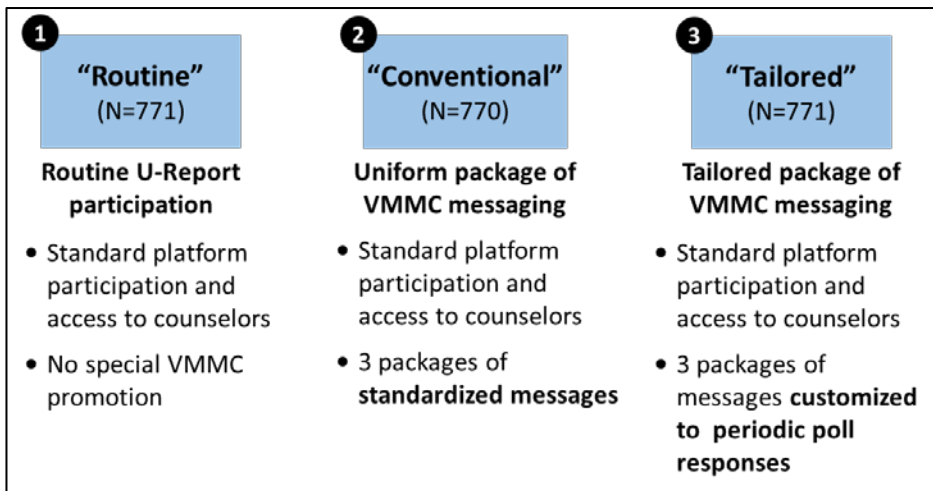 1
“Routine”
(N=771)
Routine U-Report
participation
• Standard platform
participation and
access to counselors
• No special VMMC
promotion
2
“Conventional”
(N=770)
Uniform package of
VMMC messaging
• Standard platform
participation and
access to counselors
• 3 packages of
standardized messages
3
“Tailored”
(N=771)
Tailored package of
VMMC messaging
• Standard platform
participation and
access to counselors
• 3 packages of
messages customized
to periodic poll
responses